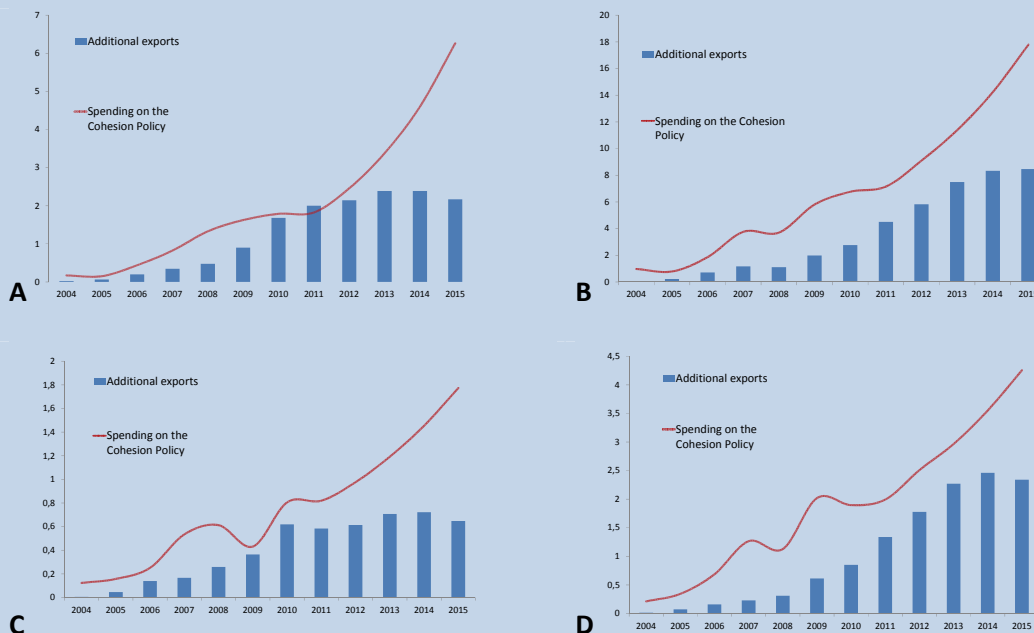 7
6
5
4
3
2
1
0
Additional exports
Spending on the
Cohesion Policy
2004 2005 2006 2007 2008 2009 2010 2011 2012 2013 2014 2015
A
20
18
16
14
12
10
8
6
4
2
0
Additional exports
Spending on the Cohesion
Policy
2004 2005 2006 2007 2008 2009 2010 2011 2012 2013 2014 201
B
2
1,8
1,6
1,4
1,2
1
0,8
0,6
0,4
0,2
0
Additional exports
Spending on the
Cohesion Policy
2004 2005 2006 2007 2008 2009 2010 2011 2012 2013 2014 2015
C
4,5
4
3,5
3
2,5
2
1,5
1
0,5
0
Additional exports
Spending on the
Cohesion Policy
2004 2005 2006 2007 2008 2009 2010 2011 2012 2013 2014 2015
D